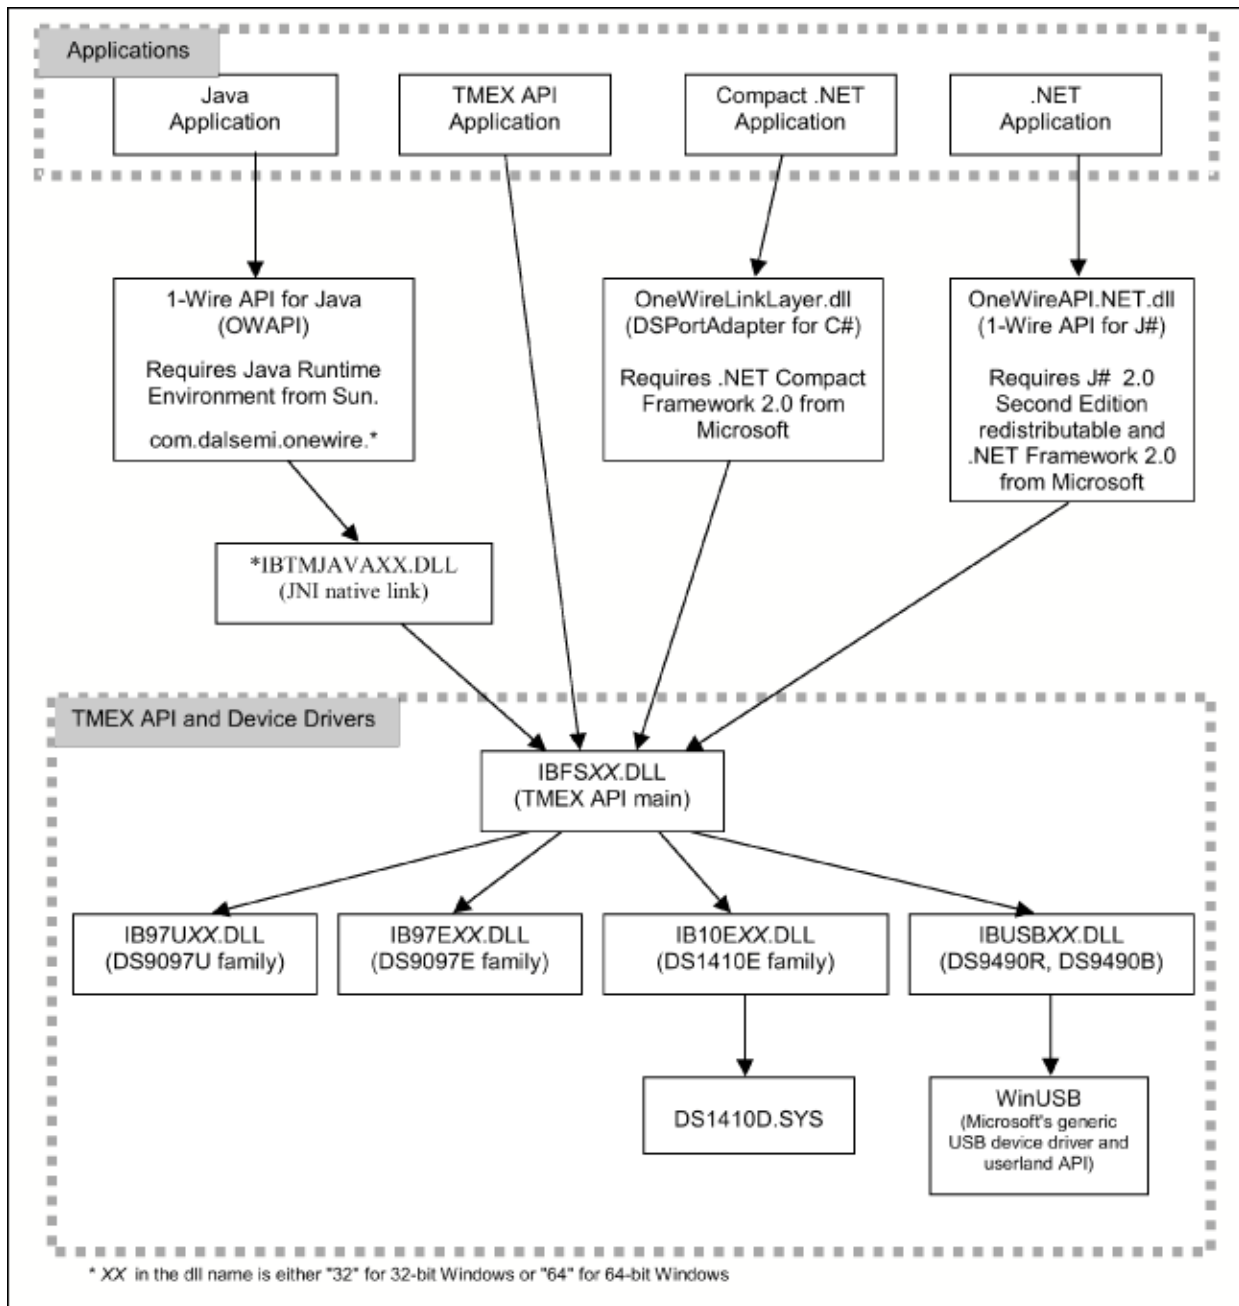 Applications
Java
Application
TMEX API
Application
Compact .NET
Application
.NET
Application
1-Wire API for Java
(OWAPI)
Requires Java Runtime
Environment from Sun.
com.dalsemi.onewire.*
OneWireLinkLayer.dll
(DSPortAdapter for C#)
Requires .NET Compact
Framework 2.0 from
Microsoft
OneWireAPI.NET.dll
(1-Wire API for J#)
Requires J# 2.0
Second Edition
redistributable and
.NET Framework 2.0
from Microsoft
*IBTMJAVAXX.DLL
(JNI native link)
TMEX API and Device Drivers
IBFSXX.DLL
(TMEX API main)
IB97UXX.DLL
(DS9097U family)
IB97EXX.DLL
(DS9097E family)
IB10EXX.DLL
(DS1410E family)
IBUSBXX.DLL
(DS9490R, DS9490B)
DS1410D.SYS
WinUSB
(Microsoft's generic
USB device driver and
userland API)
* XX in the dll name is either "32" for 32-bit Windows or "64" for 64-bit Windows